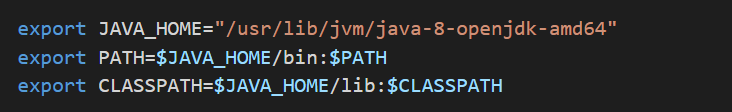 export JAVA_HOME="/usr/lib/jvm/java-8-openjdk-amd64"
export PATH=$JAVA_HOME/bin:$PATH
export CLASSPATH=$JAVA_HOME/lib:$CLASSPATH